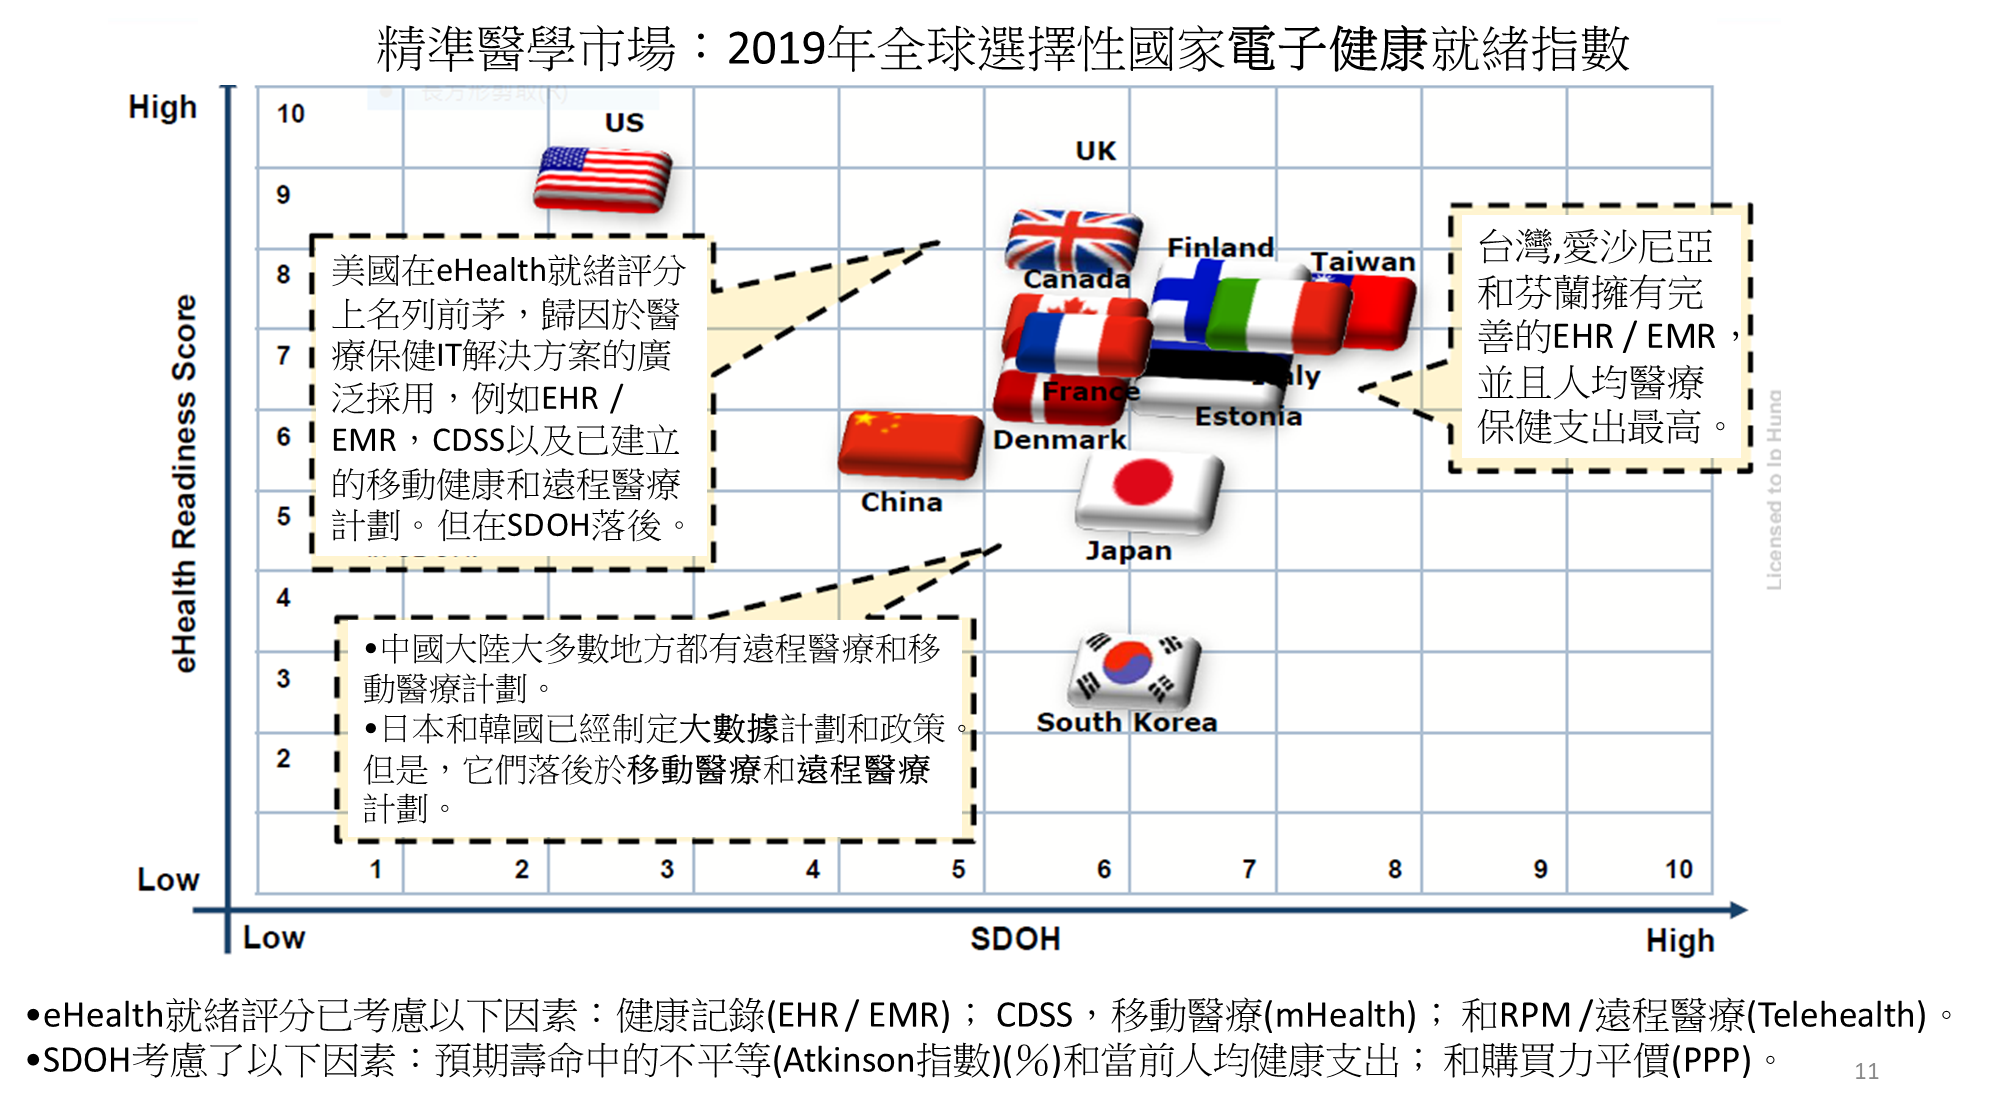 精準醫學市場：2019年全球選擇性國家電子健康就緒指數
High
10
US
UK
9
8
7
6
5
4
3
2
eHealth Readiness Score
Finland
Taiwan
Canada
France
Italy
Estonia
Denmark
China
Japan
South Korea
美國在eHealth就緒評分
上名列前茅，歸因於醫
療保健IT解決方案的廣
泛採用，例如EHR /
EMR，CDSS以及已建立
的移動健康和遠程醫療
計劃。但在SDOH落後。
台灣,愛沙尼亞
和芬蘭擁有完
善的EHR / EMR，
並且人均醫療
保健支出最高。
•中國大陸大多數地方都有遠程醫療和移
動醫療計劃。
•日本和韓國已經制定大數據計劃和政策。
但是，它們落後於移動醫療和遠程醫療
計劃。
Licensed to Ip Hung
1 2 3 4 5 6 7 8 9 10
Low
Low SDOH High
•eHealth就緒評分已考慮以下因素：健康記錄(EHR / EMR)； CDSS，移動醫療(mHealth)； 和RPM /遠程醫療(Telehealth)。
•SDOH考慮了以下因素：預期壽命中的不平等(Atkinson指數)(%)和當前人均健康支出； 和購買力平價(PPP)。
11